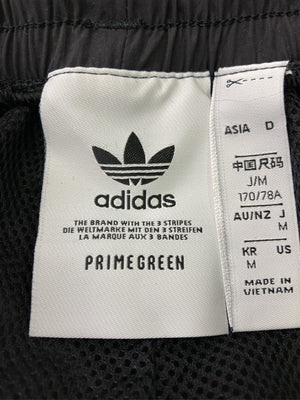 adidas
THE BRAND WITH THE 3 STRIPES
DIE WELTMARKE MIT DEN 3 STREIFEN
LA MARQUE AUX 3 BANDES
PRIMEGREEN
ASIA D
中国尺码
J/M
170/78A
AU/NZ J
M M
KR US
M
MADE IN
VIETNAM